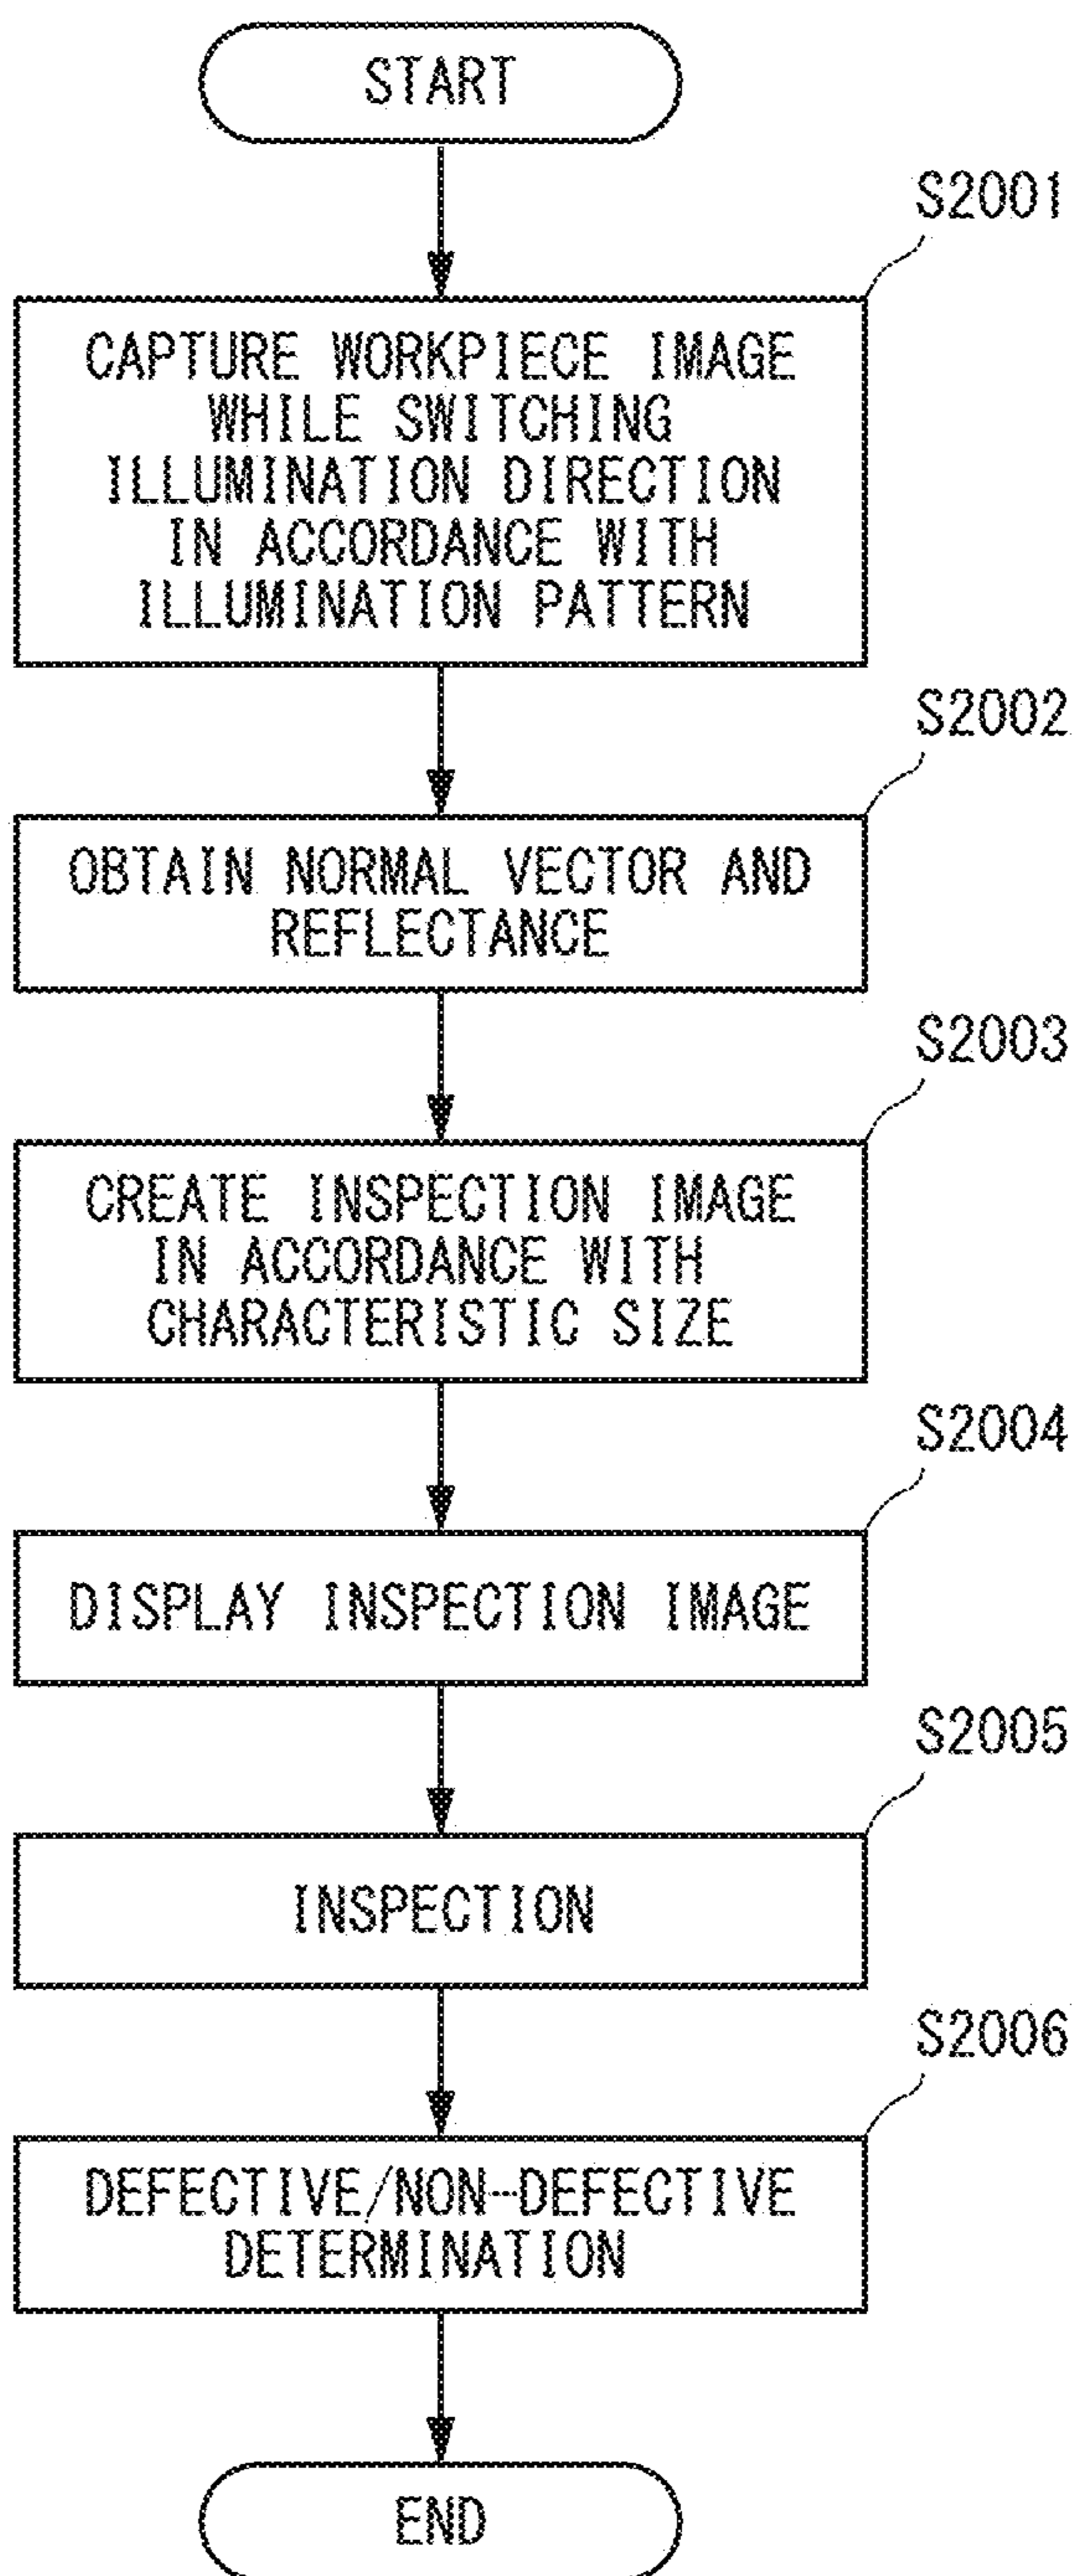 START
S2001
CAPTURE WORKPIECE IMAGE
WHILE SWITCHING
ILLUMINATION DIRECTION
IN ACCORDANCE WITH
ILLUMINATION PATTERN
S2002
OBTAIN NORMAL VECTOR AND
REFLECTANCE
S2003
CREATE INSPECTION IMAGE
IN ACCORDANCE WITH
CHARACTERISTIC SIZE
S2004
DISPLAY INSPECTION IMAGE
S2005
INSPECTION
S2006
DEFECTIVE/NON-DEFECTIVE
DETERMINATION
END